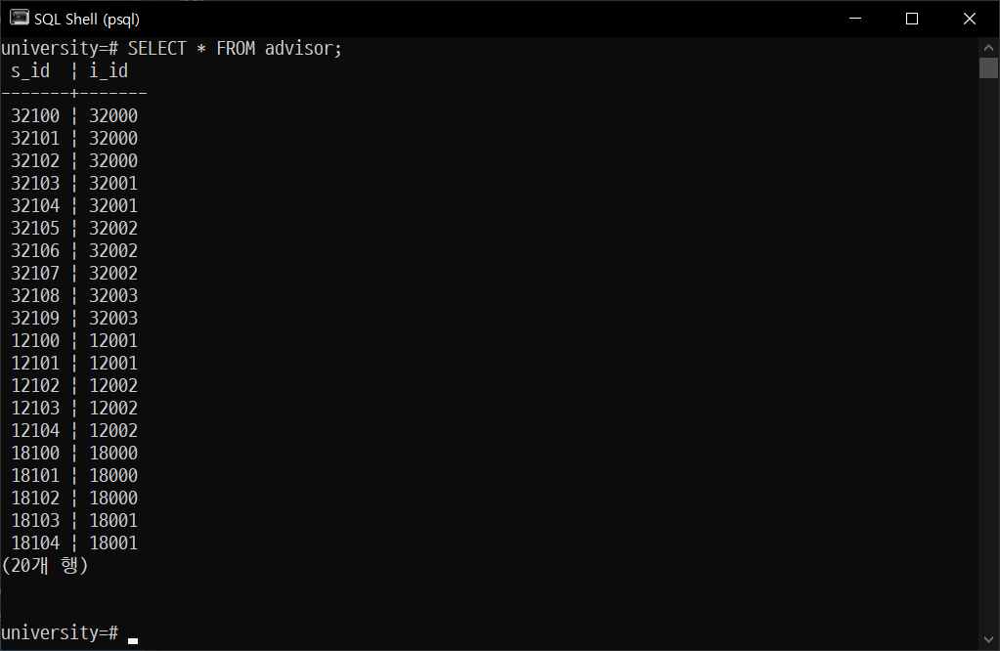 SQL Shell (psql)
university=# SELECT * FROM advisor;
 s_id  ¦ i_id
-------+-------
 32100 ¦ 32000
 32101 ¦ 32000
 32102 ¦ 32000
 32103 ¦ 32001
 32104 ¦ 32001
 32105 ¦ 32002
 32106 ¦ 32002
 32107 ¦ 32002
 32108 ¦ 32003
 32109 ¦ 32003
 12100 ¦ 12001
 12101 ¦ 12001
 12102 ¦ 12002
 12103 ¦ 12002
 12104 ¦ 12002
 18100 ¦ 18000
 18101 ¦ 18000
 18102 ¦ 18000
 18103 ¦ 18001
 18104 ¦ 18001
(20개 행)
university=#